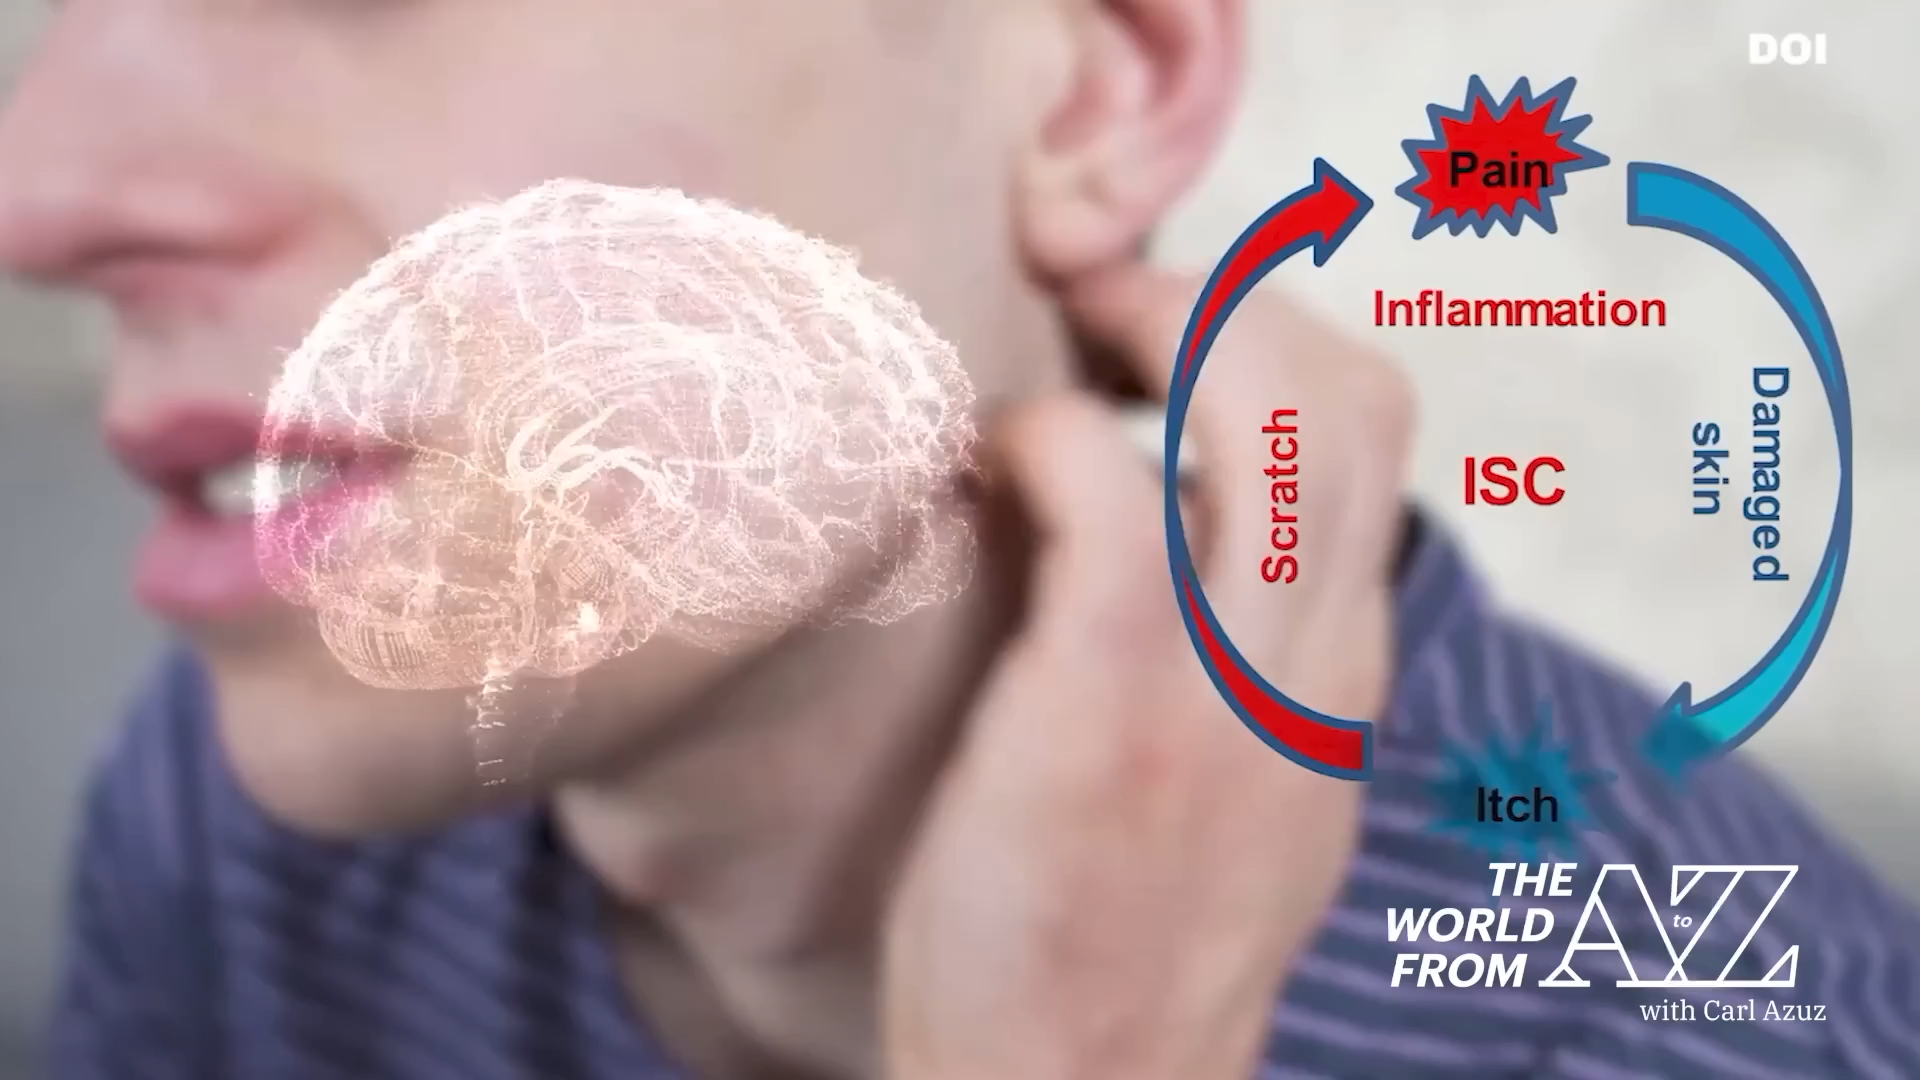 DOI
Pain
Inflammation
Scratch
ISC
Damaged
skin
Itch
THE
WORLD
FROM
A to Z
with Carl Azuz